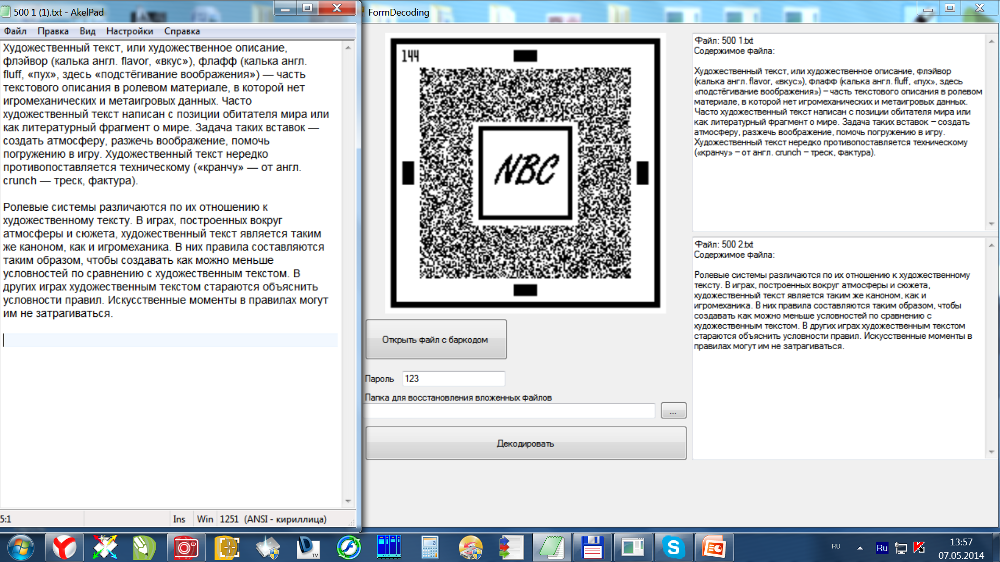 500 1 (1).txt - AkelPad
Файл Правка Вид Настройки Справка
Художественный текст, или художественное описание,
флэйвор (калька англ. flavor, «вкус»), флафф (калька англ.
fluff, «пух», здесь «подстёгивание воображения») — часть
текстового описания в ролевом материале, в которой нет
игромеханических и метаигровых данных. Часто
художественный текст написан с позиции обитателя мира или
как литературный фрагмент о мире. Задача таких вставок —
создать атмосферу, разжечь воображение, помочь
погружению в игру. Художественный текст нередко
противопоставляется техническому («кранчу» — от англ.
crunch — треск, фактура).
Ролевые системы различаются по их отношению к
художественному тексту. В играх, построенных вокруг
атмосферы и сюжета, художественный текст является таким
же каноном, как и игромеханика. В них правила составляются
таким образом, чтобы создавать как можно меньше
условностей по сравнению с художественным текстом. В
других играх художественным текстом стараются объяснить
условности правил. Искусственные моменты в правилах могут
им не затрагиваться.
5:1 Ins Win 1251 (ANSI - кириллица)
FormDecoding
144
NBC
Открыть файл с баркодом
Пароль 123
Папка для восстановления вложенных файлов
...
Декодировать
Файл: 500 1.txt
Содержимое файла:
Художественный текст, или художественное описание, флэйвор
(калька англ. flavor, «вкус»), флафф (калька англ. fluff, «пух», здесь
«подстёгивание воображения») – часть текстового описания в ролевом
материале, в которой нет игромеханических и метаигровых данных.
Часто художественный текст написан с позиции обитателя мира или
как литературный фрагмент о мире. Задача таких вставок – создать
атмосферу, разжечь воображение, помочь погружению в игру.
Художественный текст нередко противопоставляется техническому
(«кранчу» – от англ. crunch – треск, фактура).
Файл: 500 2.txt
Содержимое файла:
Ролевые системы различаются по их отношению к художественному
тексту. В играх, построенных вокруг атмосферы и сюжета,
художественный текст является таким же каноном, как и
игромеханика. В них правила составляются таким образом, чтобы
создавать как можно меньше условностей по сравнению с
художественным текстом. В других играх художественным текстом
стараются объяснить условности правил. Искусственные моменты в
правилах могут им не затрагиваться.
TV
RU
Ru
13:57
07.05.2014